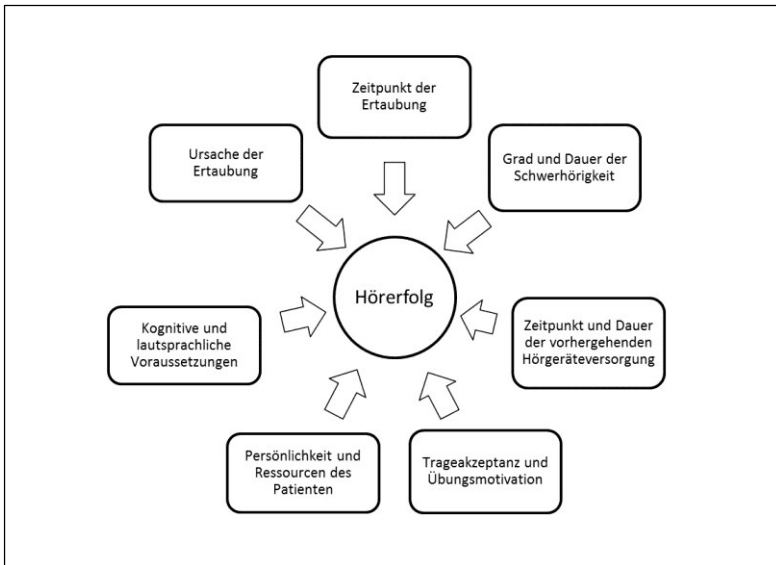 Zeitpunkt der
Ertaubung
Ursache der
Ertaubung
Grad und Dauer der
Schwerhörigkeit
Hörerfolg
Kognitive und
lautsprachliche
Voraussetzungen
Zeitpunkt und Dauer
der vorhergehenden
Hörgeräteversorgung
Persönlichkeit und
Ressourcen des
Patienten
Trageakzeptanz und
Übungsmotivation